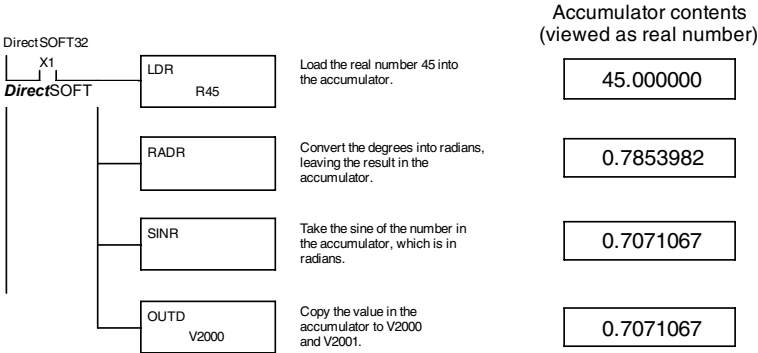 Accumulator contents
(viewed as real number)
DirectSOFT32
X1
DirectSOFT
LDR
R45
Load the real number 45 into
the accumulator.
45.000000
RADR
Convert the degrees into radians,
leaving the result in the
accumulator.
0.7853982
SINR
Take the sine of the number in
the accumulator, which is in
radians.
0.7071067
OUTD
V2000
Copy the value in the
accumulator to V2000
and V2001.
0.7071067